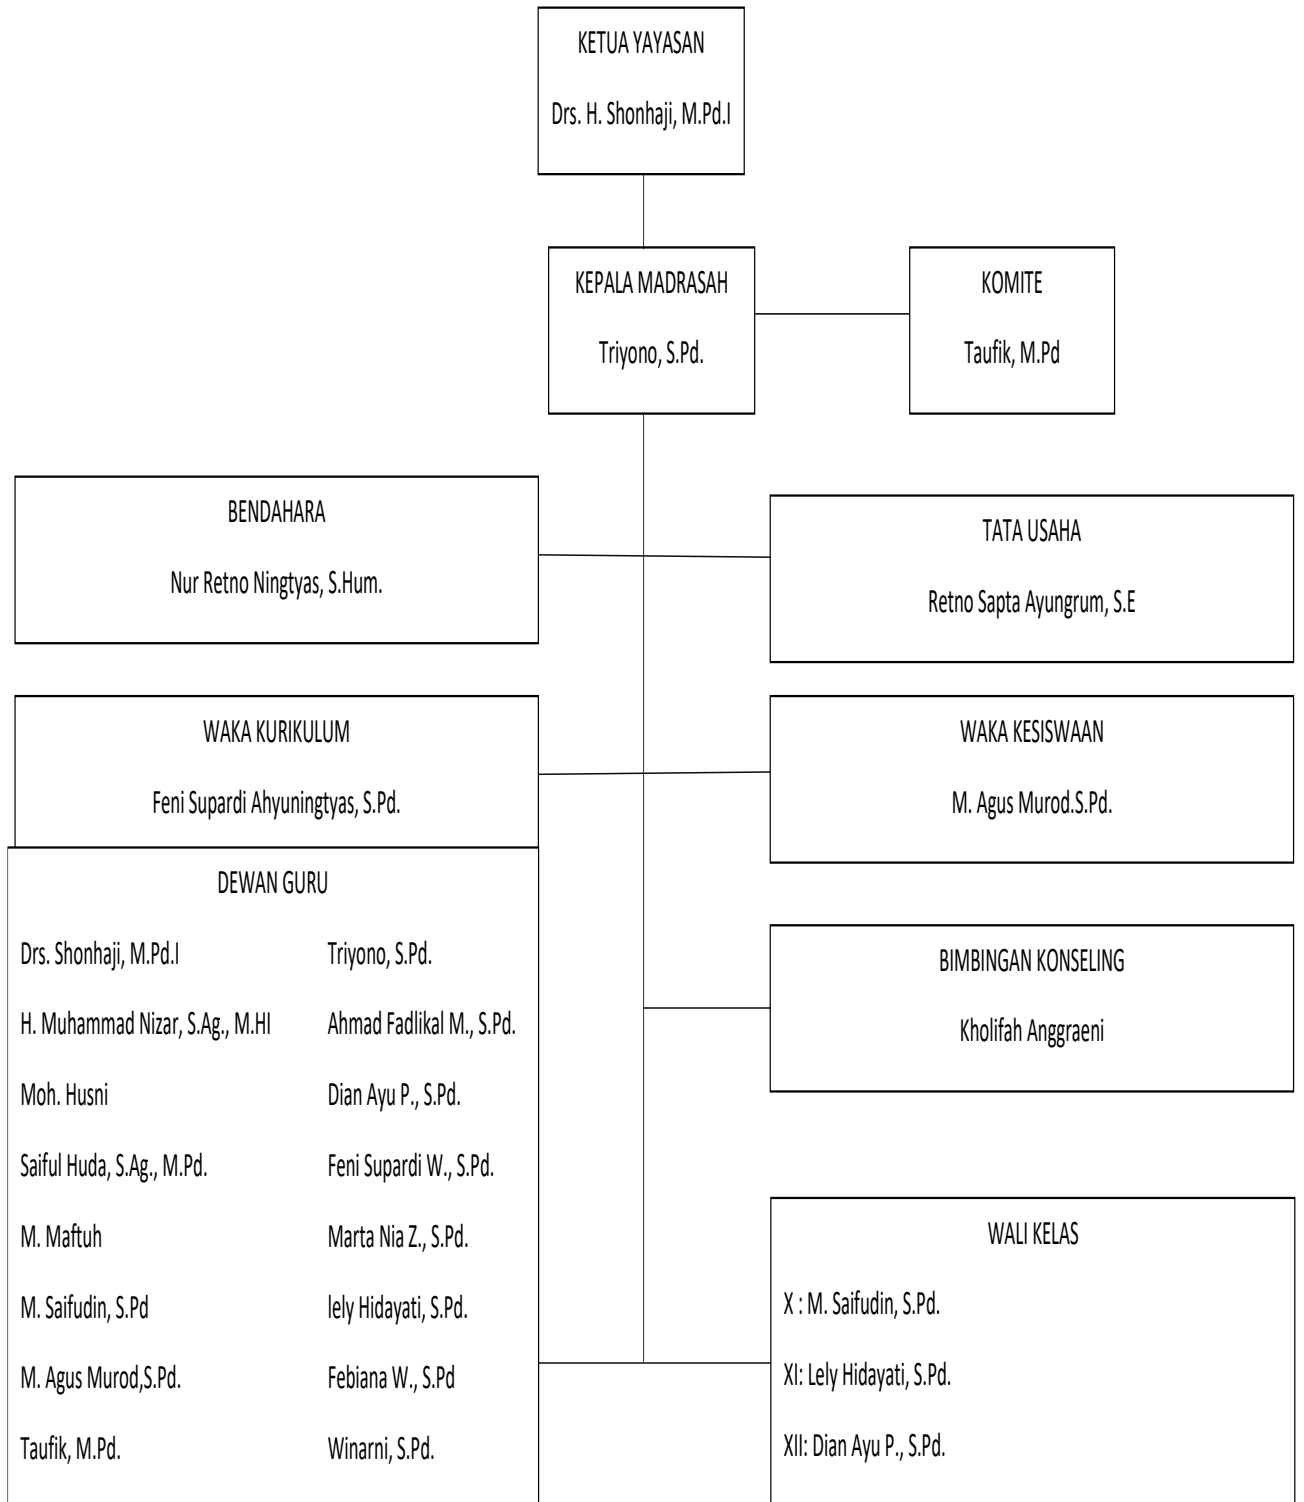 KETUA YAYASAN
Drs. H. Shonhaji, M.Pd.I
KEPALA MADRASAH
Triyono, S.Pd.
KOMITE
Taufik, M.Pd
BENDAHARA
Nur Retno Ningtyas, S.Hum.
TATA USAHA
Retno Sapta Ayungrum, S.E
WAKA KURIKULUM
Feni Supardi Ahyuningtyas, S.Pd.
WAKA KESISWAAN
M. Agus Murod.S.Pd.
DEWAN GURU
Drs. Shonhaji, M.Pd.I Triyono, S.Pd.
H. Muhammad Nizar, S.Ag., M.HI Ahmad Fadlikal M., S.Pd.
Moh. Husni Dian Ayu P., S.Pd.
Saiful Huda, S.Ag., M.Pd. Feni Supardi W., S.Pd.
M. Maftuh Marta Nia Z., S.Pd.
M. Saifudin, S.Pd lely Hidayati, S.Pd.
M. Agus Murod,S.Pd. Febiana W., S.Pd
Taufik, M.Pd. Winarni, S.Pd.
BIMBINGAN KONSELING
Kholifah Anggraeni
WALI KELAS
X : M. Saifudin, S.Pd.
XI: Lely Hidayati, S.Pd.
XII: Dian Ayu P., S.Pd.